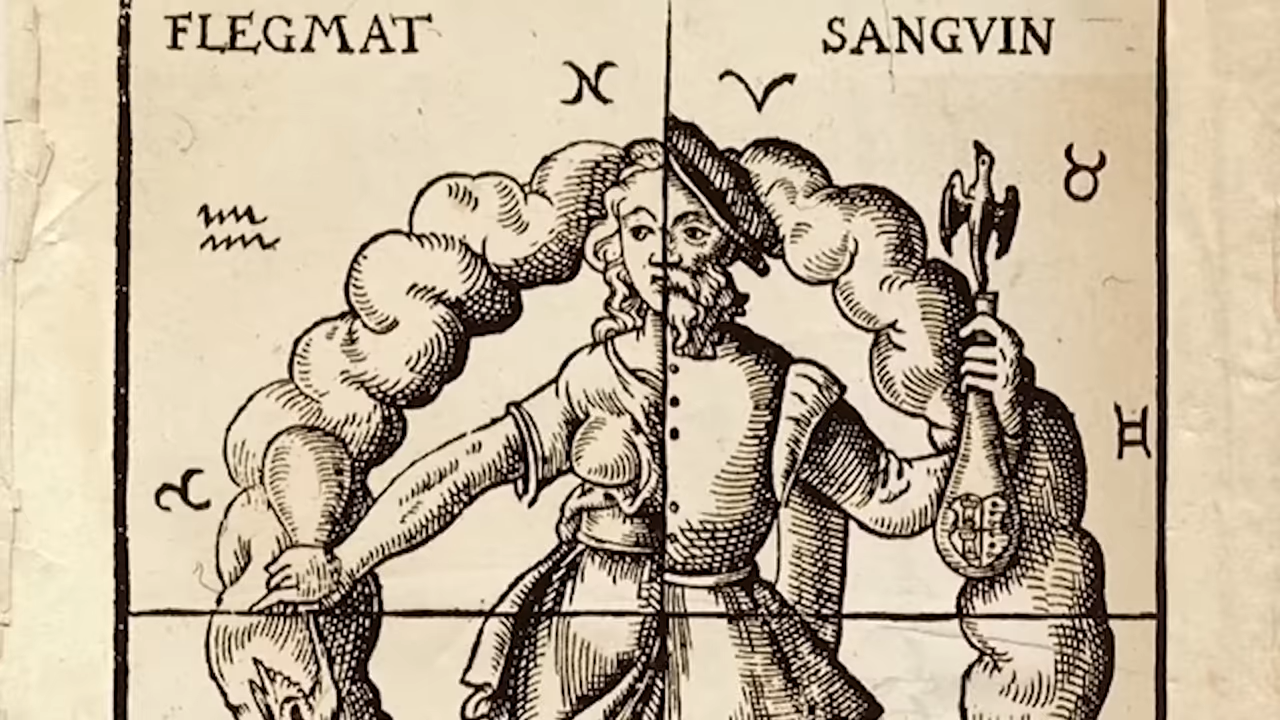 FLEGMAT
SANGVIN
♓ ♈
♉
♒
♊
♑